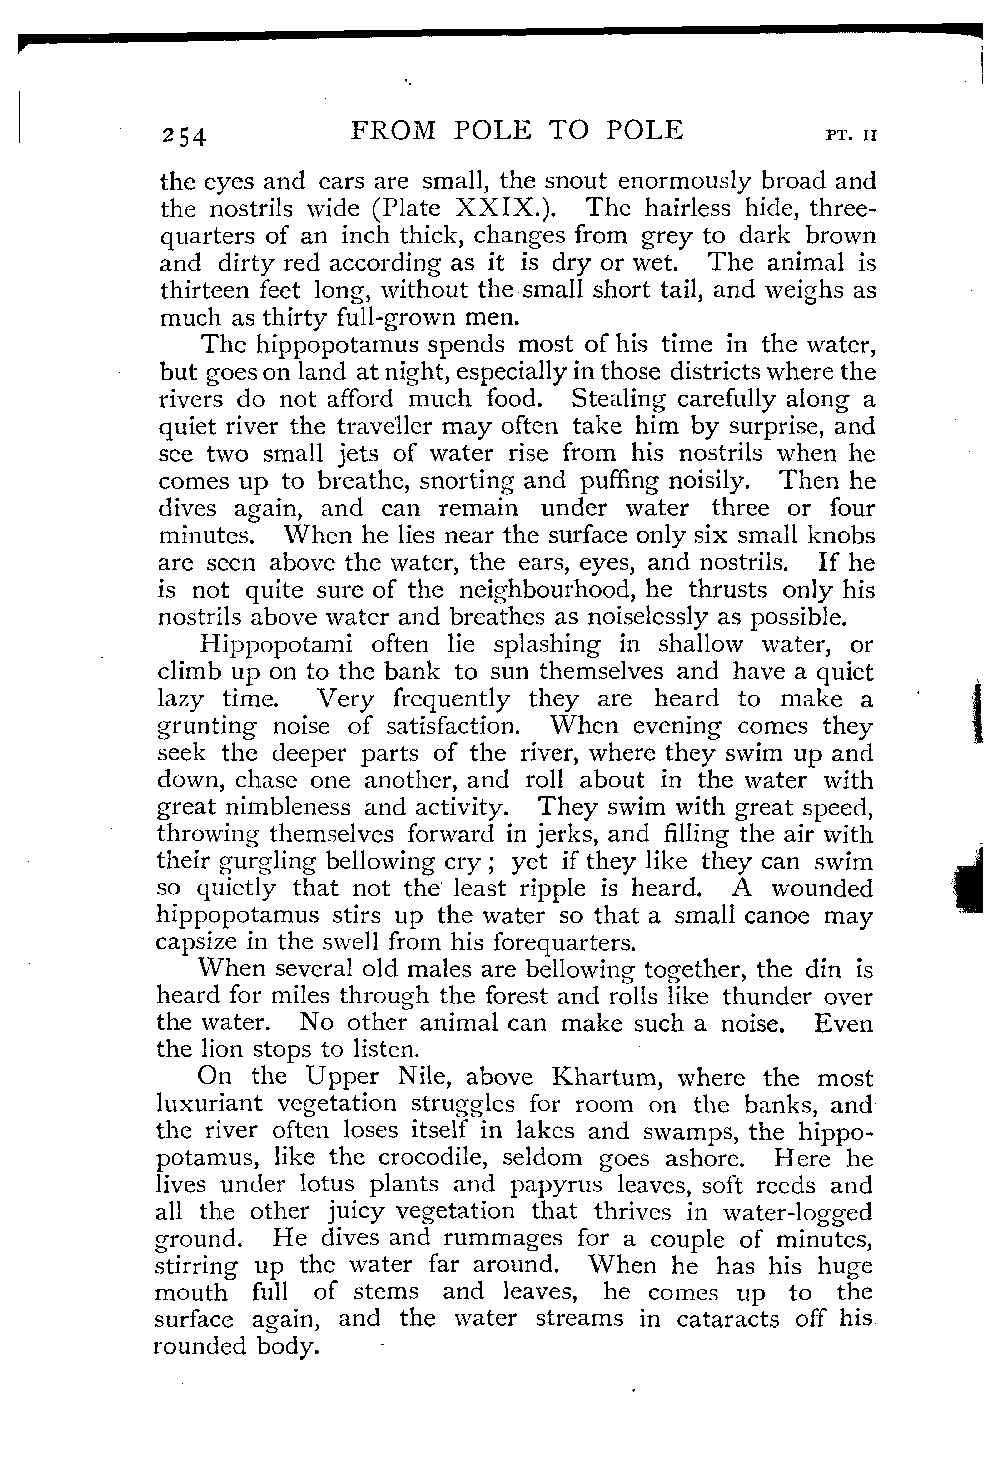 254 FROM POLE TO POLE PT. II
the eyes and ears are small, the snout enormously broad and
the nostrils wide (Plate XXIX.). The hairless hide, three-
quarters of an inch thick, changes from grey to dark brown
and dirty red according as it is dry or wet. The animal is
thirteen feet long, without the small short tail, and weighs as
much as thirty full-grown men.
The hippopotamus spends most of his time in the water,
but goes on land at night, especially in those districts where the
rivers do not afford much food. Stealing carefully along a
quiet river the traveller may often take him by surprise, and
see two small jets of water rise from his nostrils when he
comes up to breathe, snorting and puffing noisily. Then he
dives again, and can remain under water three or four
minutes. When he lies near the surface only six small knobs
are seen above the water, the ears, eyes, and nostrils. If he
is not quite sure of the neighbourhood, he thrusts only his
nostrils above water and breathes as noiselessly as possible.
Hippopotami often lie splashing in shallow water, or
climb up on to the bank to sun themselves and have a quiet
lazy time. Very frequently they are heard to make a
grunting noise of satisfaction. When evening comes they
seek the deeper parts of the river, where they swim up and
down, chase one another, and roll about in the water with
great nimbleness and activity. They swim with great speed,
throwing themselves forward in jerks, and filling the air with
their gurgling bellowing cry; yet if they like they can swim
so quietly that not the least ripple is heard. A wounded
hippopotamus stirs up the water so that a small canoe may
capsize in the swell from his forequarters.
When several old males are bellowing together, the din is
heard for miles through the forest and rolls like thunder over
the water. No other animal can make such a noise. Even
the lion stops to listen.
On the Upper Nile, above Khartum, where the most
luxuriant vegetation struggles for room on the banks, and
the river often loses itself in lakes and swamps, the hippo-
potamus, like the crocodile, seldom goes ashore. Here he
lives under lotus plants and papyrus leaves, soft reeds and
all the other juicy vegetation that thrives in water-logged
ground. He dives and rummages for a couple of minutes,
stirring up the water far around. When he has his huge
mouth full of stems and leaves, he comes up to the
surface again, and the water streams in cataracts off his
rounded body.